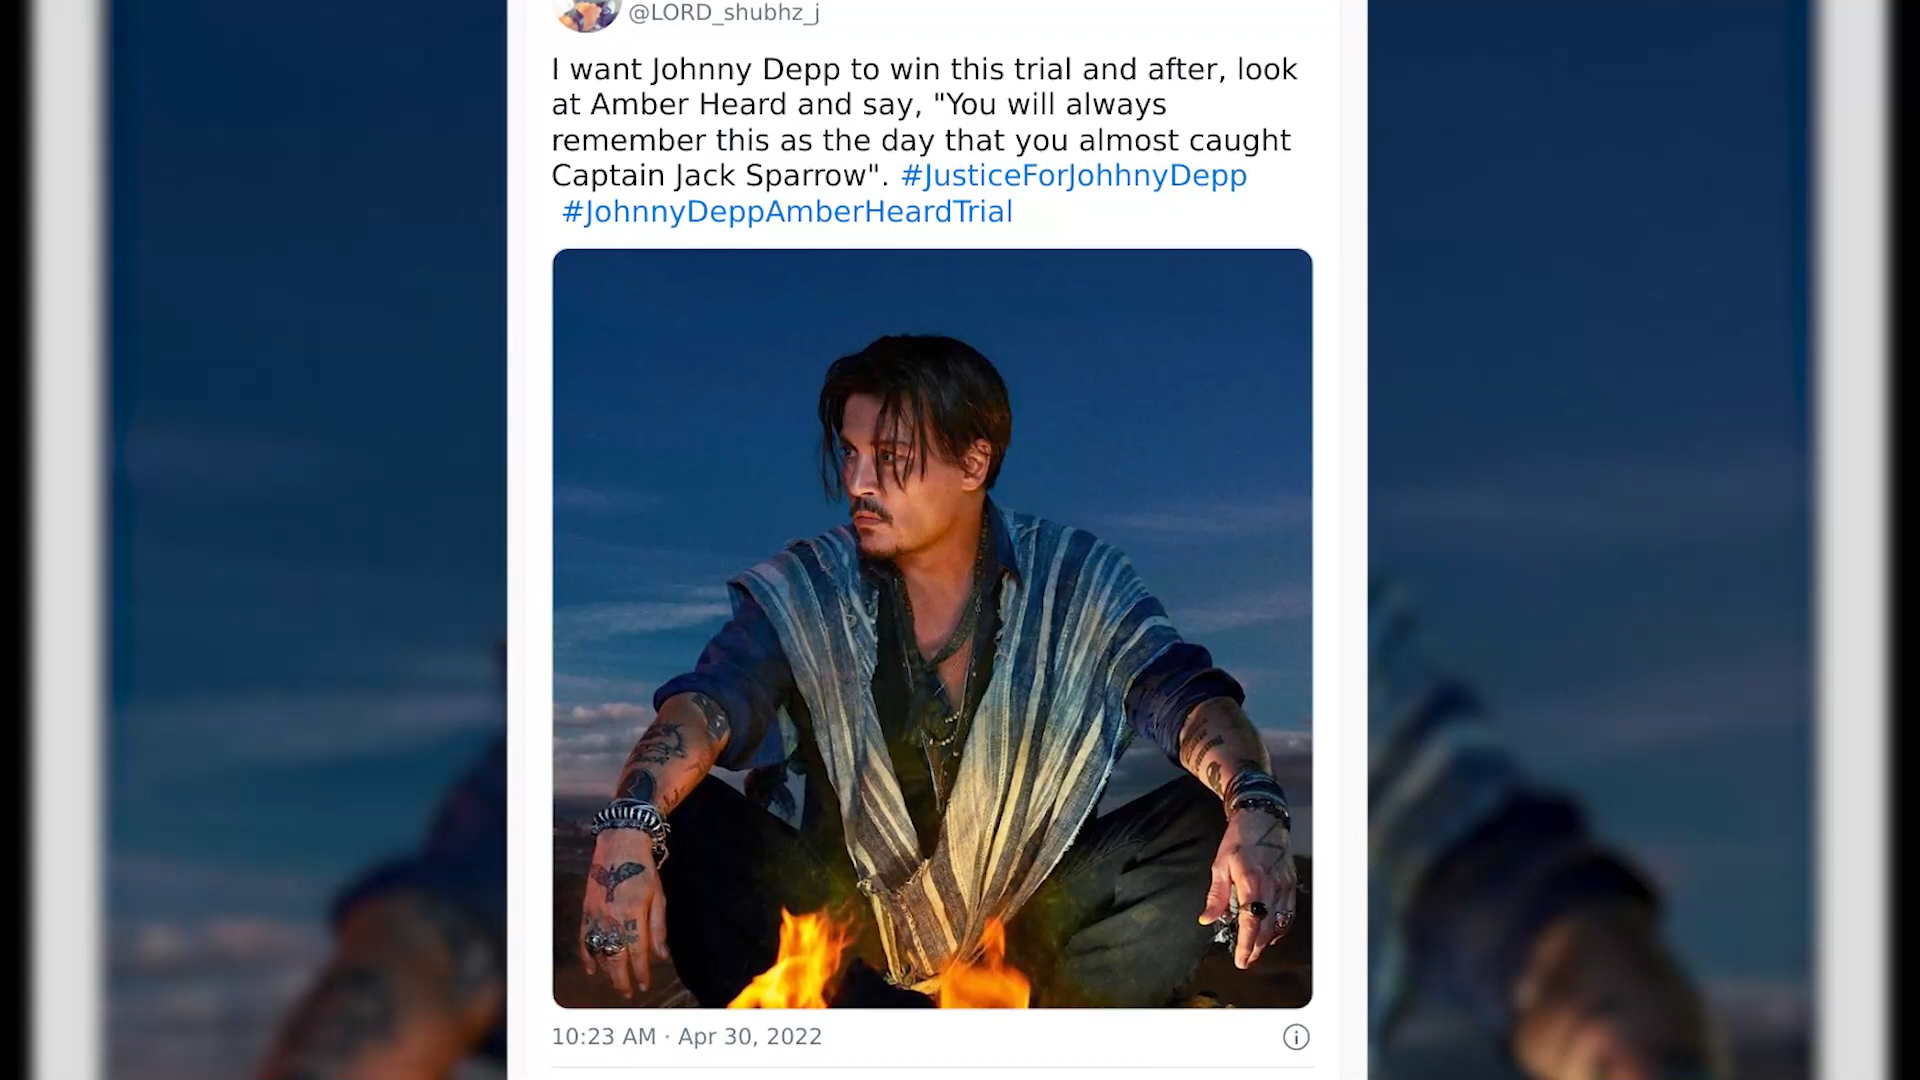 @LORD_shubhz_j
I want Johnny Depp to win this trial and after, look
at Amber Heard and say, "You will always
remember this as the day that you almost caught
Captain Jack Sparrow". #JusticeForJohhnyDepp
#JohnnyDeppAmberHeardTrial
10:23 AM · Apr 30, 2022